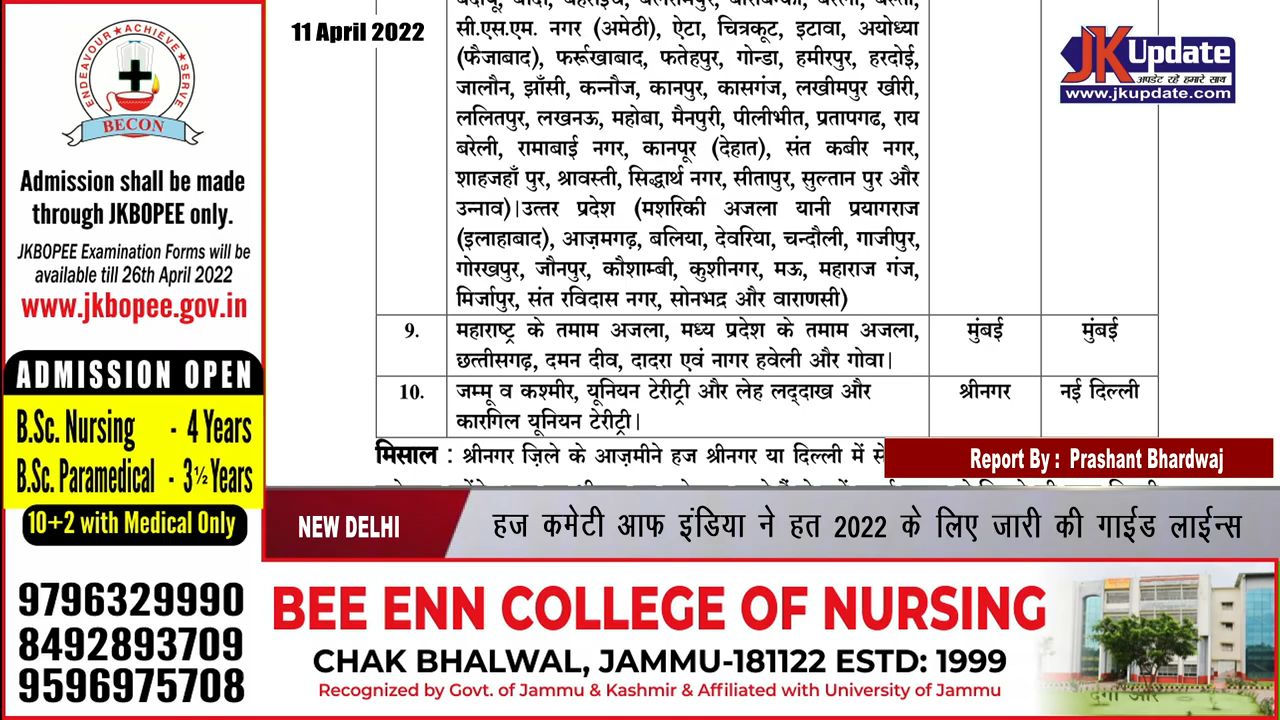 ENDEAVOUR ★ ACHIEVE ★ SERVE
BECON
Admission shall be made
through JKBOPEE only.
JKBOPEE Examination Forms will be
available till 26th April 2022
www.jkbopee.gov.in
ADMISSION OPEN
B.Sc. Nursing - 4 Years
B.Sc. Paramedical - 3½ Years
10+2 with Medical Only
9796329990
8492893709
9596975708
11 April 2022
JK Update
अपडेट रहे हमारे साथ
www.jkupdate.com
सी.एस.एम. नगर (अमेठी), ऐटा, चित्रकूट, इटावा, अयोध्या
(फैजाबाद), फर्रूखाबाद, फतेहपुर, गोन्डा, हमीरपुर, हरदोई,
जालौन, झाँसी, कन्नौज, कानपुर, कासगंज, लखीमपुर खीरी,
ललितपुर, लखनऊ, महोबा, मैनपुरी, पीलीभीत, प्रतापगढ, राय
बरेली, रामाबाई नगर, कानपूर (देहात), संत कबीर नगर,
शाहजहाँ पुर, श्रावस्ती, सिद्धार्थ नगर, सीतापुर, सुल्तान पुर और
उन्नाव)।उत्तर प्रदेश (मशरिकी अजला यानी प्रयागराज
(इलाहाबाद), आज़मगढ़, बलिया, देवरिया, चन्दौली, गाजीपुर,
गोरखपुर, जौनपुर, कौशाम्वी, कुशीनगर, मऊ, महाराज गंज,
मिर्जापुर, संत रविदास नगर, सोनभद्र और वाराणसी)
9. महाराष्ट्र के तमाम अजला, मध्य प्रदेश के तमाम अजला, मुंबई मुंबई
छत्तीसगढ़, दमन दीव, दादरा एवं नागर हवेली और गोवा।
10. जम्मू व कश्मीर, यूनियन टेरीट्री और लेह लद्दाख और श्रीनगर नई दिल्ली
कारगिल यूनियन टेरीट्री।
मिसाल : श्रीनगर ज़िले के आज़मीने हज श्रीनगर या दिल्ली में से
Report By : Prashant Bhardwaj
NEW DELHI
हज कमेटी आफ इंडिया ने हत 2022 के लिए जारी की गाईड लाईन्स
BEE ENN COLLEGE OF NURSING
CHAK BHALWAL, JAMMU-181122 ESTD: 1999
Recognized by Govt. of Jammu & Kashmir & Affiliated with University of Jammu